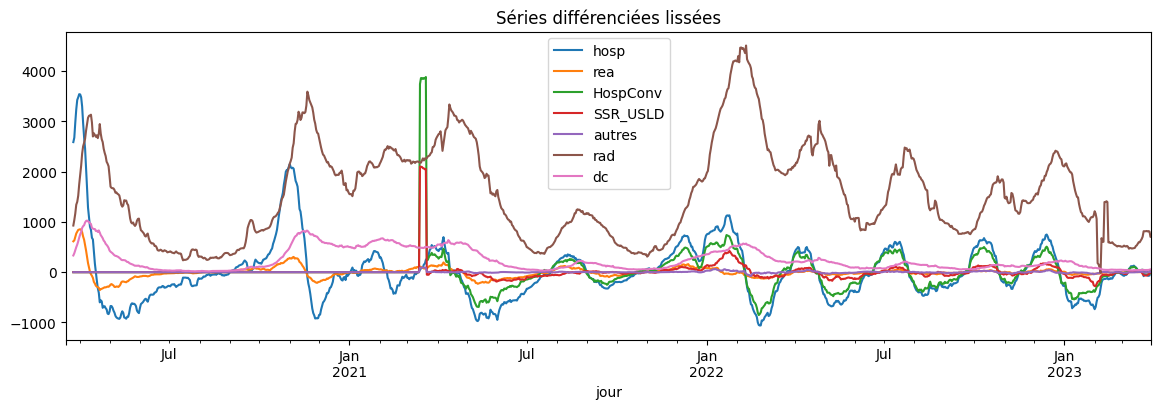 Séries différenciées lissées
hosp
rea
HospConv
SSR_USLD
autres
rad
dc
4000
3000
2000
1000
0
−1000
Jul
Jan
2021
Jul
Jan
2022
Jul
Jan
2023
jour